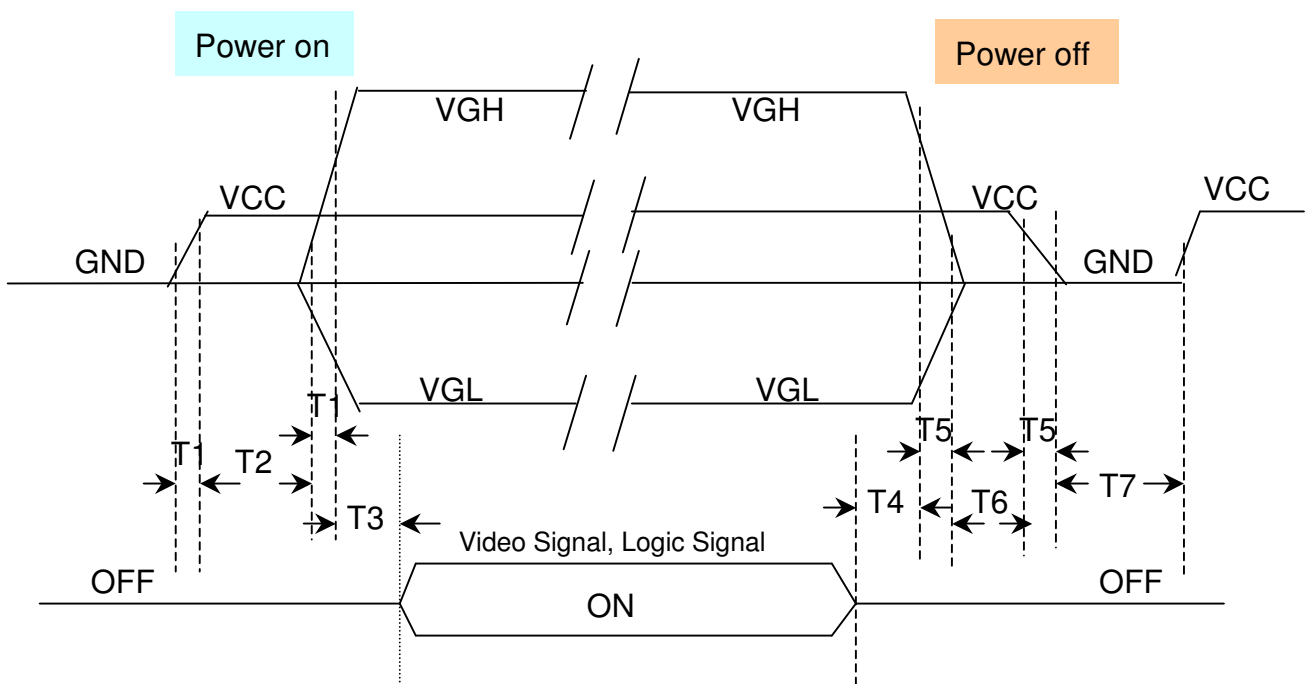 Power on
Power off
VGH
VGH
VCC
VCC
VCC
GND
GND
VGL
VGL
T1
T5
T5
T1
T2
T7
T3
T4
T6
Video Signal, Logic Signal
OFF
ON
OFF